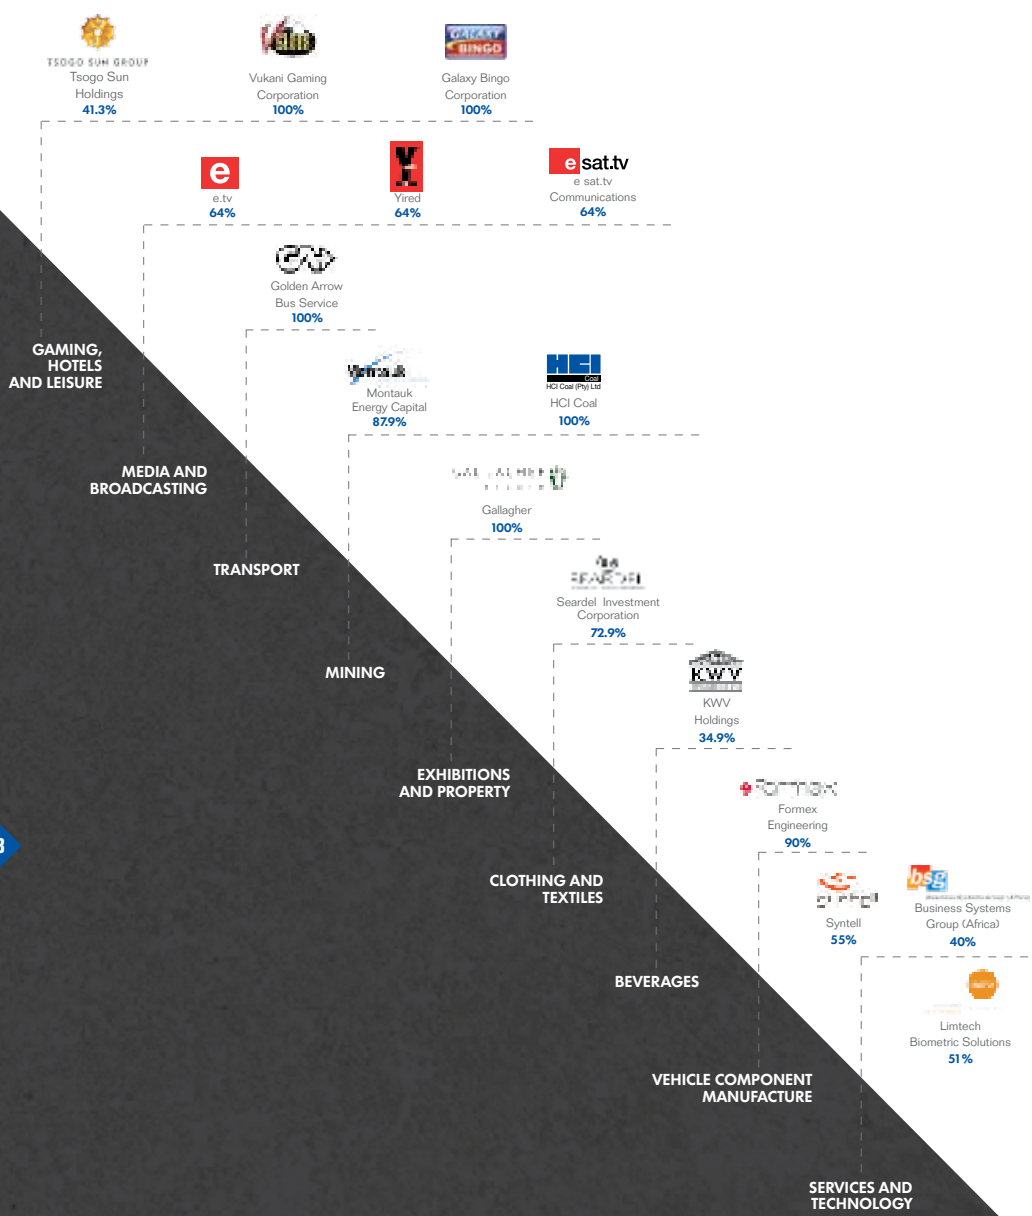 TSOGO SUN GROUP
Tsogo Sun
Holdings
41.3%
Vukani Gaming
Corporation
100%
GALAXY
BINGO
Galaxy Bingo
Corporation
100%
e
e.tv
64%
Yired
64%
e sat.tv
e sat.tv
Communications
64%
Golden Arrow
Bus Service
100%
GAMING,
HOTELS
AND LEISURE
Montauk
Energy Capital
87.9%
HCI
Coal
HCI Coal (Pty) Ltd
HCI Coal
100%
MEDIA AND
BROADCASTING
Gallagher
100%
TRANSPORT
SEARDEL
Seardel Investment
Corporation
72.9%
MINING
KWV
KWV
Holdings
34.9%
EXHIBITIONS
AND PROPERTY
Formex
Formex
Engineering
90%
CLOTHING AND
TEXTILES
Syntell
55%
bsg
Business Systems
Group (Africa)
40%
BEVERAGES
Limtech
Biometric Solutions
51%
VEHICLE COMPONENT
MANUFACTURE
SERVICES AND
TECHNOLOGY